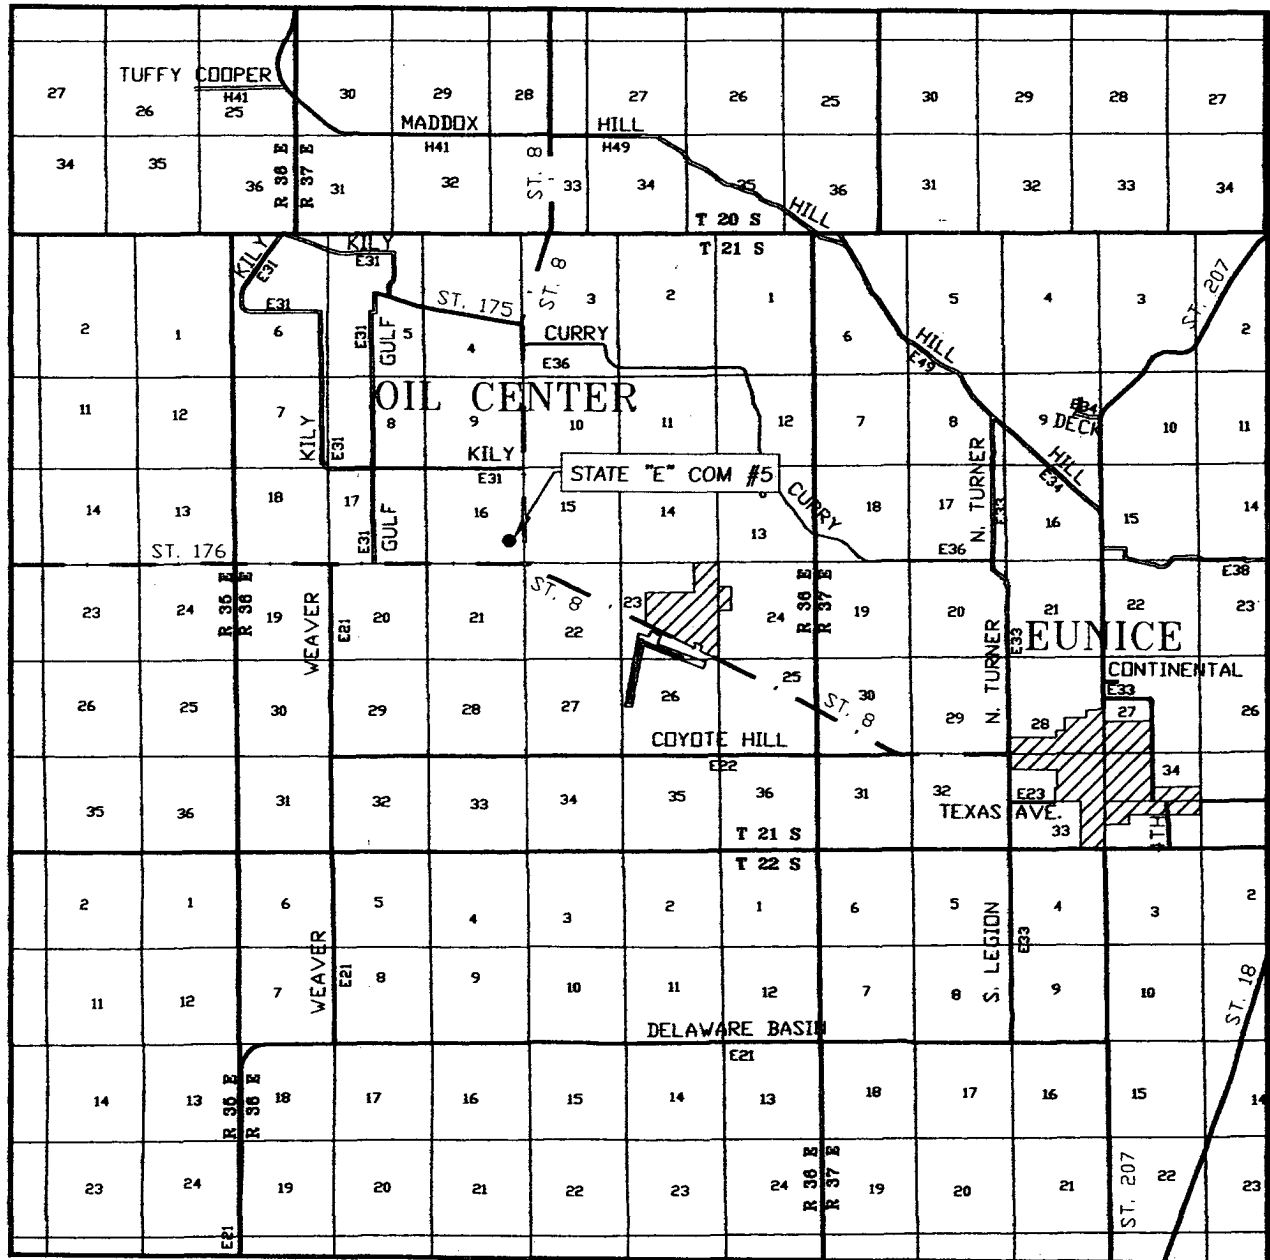 TUFFY COOPER
27 26 H41 25 30 29 28 27 26 25 30 29 28 27
MADDOX HILL
H41 H49
34 35 36 R 36 E R 37 E 31 32 ST. 8 33 34 35 36 31 32 33 34
HILL
T 20 S
T 21 S
KILY KILY
E31 E31
ST. 8
ST. 175
ST. 207
E31
2 1 6 E31 GULF 5 4 3 2 1 6 5 4 3 2
CURRY
E36
HILL
E49
OIL CENTER
11 12 7 8 9 10 11 12 7 8 9 10 11
E34
DECK
KILY E31
KILY
E31
STATE "E" COM #5
HILL
E34
N. TURNER
E33
CURRY
14 13 18 17 16 15 14 13 18 17 16 15 14
E31 GULF
ST. 176
E36
E38
R 35 E R 36 E
ST. 8
R 36 E R 37 E
23 24 19 20 21 22 23 24 19 20 21 22 23
WEAVER E21
N. TURNER E33
EUNICE
CONTINENTAL
E33
26 25 30 29 28 27 26 25 30 29 28 27 26
ST. 8
COYOTE HILL
E22
35 36 31 32 33 34 35 36 31 32 33 34
E23
TEXAS AVE.
4TH
T 21 S
T 22 S
2 1 6 5 4 3 2 1 6 5 4 3 2
WEAVER E21
S. LEGION E33
11 12 7 8 9 10 11 12 7 8 9 10
ST. 18
DELAWARE BASIN
E21
R 35 E R 36 E
14 13 18 17 16 15 14 13 18 17 16 15 14
R 36 E R 37 E
23 24 19 20 21 22 23 24 19 20 21 22 23
E21
ST. 207